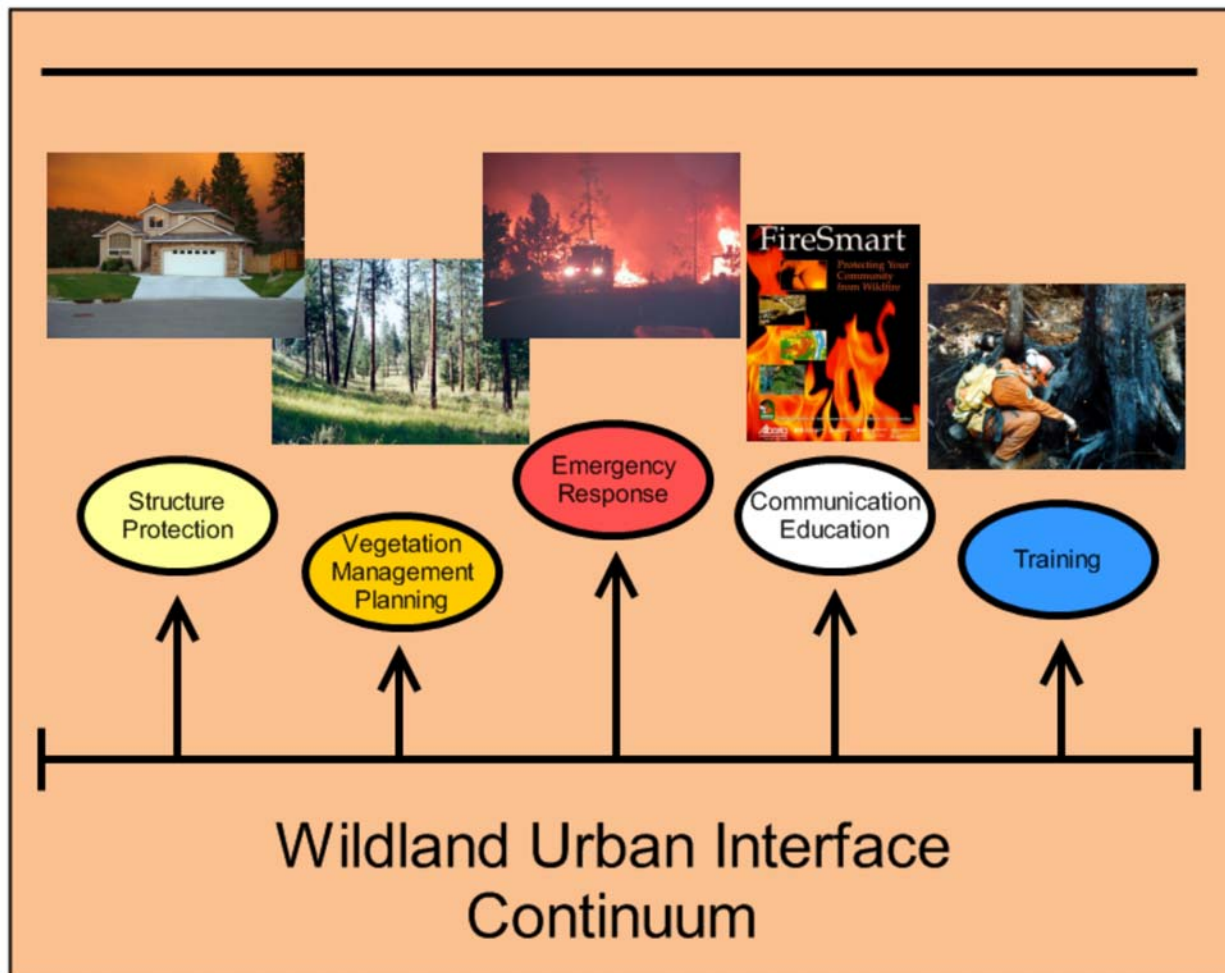 FireSmart
Protecting Your
Community
from Wildfire
Alberta
Structure
Protection
Vegetation
Management
Planning
Emergency
Response
Communication
Education
Training
Wildland Urban Interface
Continuum